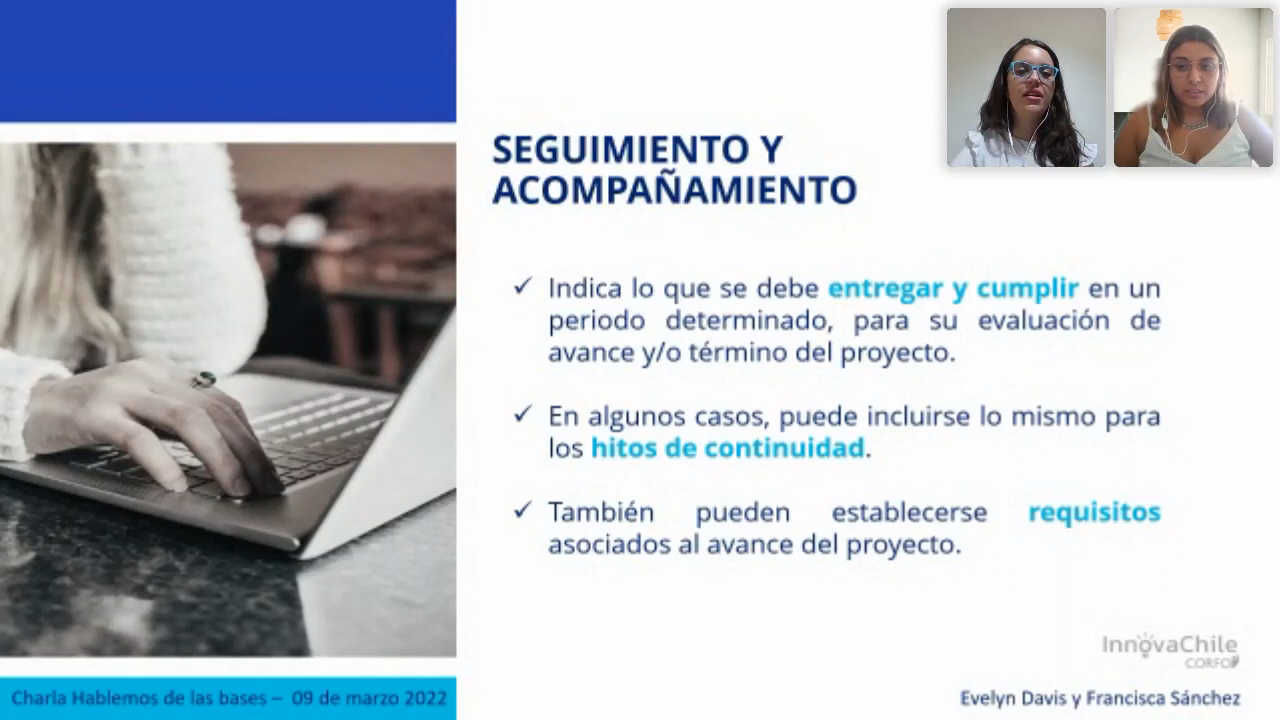 SEGUIMIENTO Y
ACOMPAÑAMIENTO
✓ Indica lo que se debe entregar y cumplir en un
periodo determinado, para su evaluación de
avance y/o término del proyecto.
✓ En algunos casos, puede incluirse lo mismo para
los hitos de continuidad.
✓ También pueden establecerse requisitos
asociados al avance del proyecto.
InnovaChile
CORFO
Charla Hablemos de las bases – 09 de marzo 2022
Evelyn Davis y Francisca Sánchez